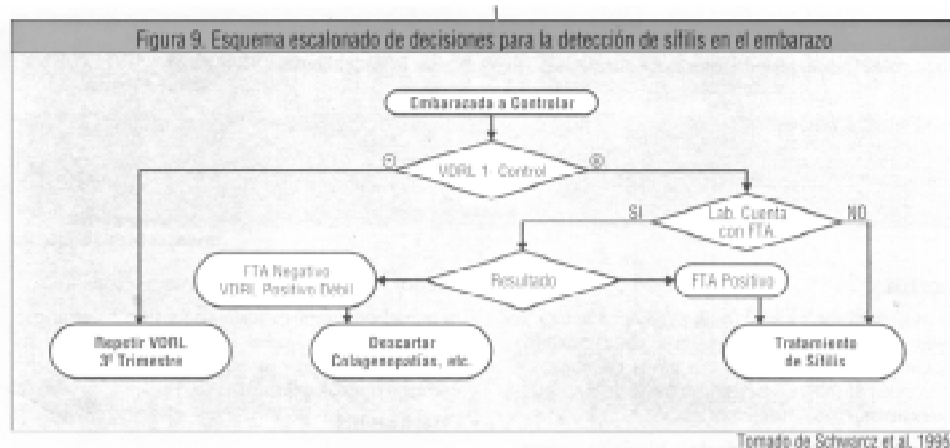 Figura 9. Esquema escalonado de decisiones para la detección de sífilis en el embarazo
Embarazada a Controlar
VDRL 1 Control
SI
Lab. Cuenta
con FTA
NO
FTA Negativo
VDRL Positivo Débil
Resultado
FTA Positivo
Repetir VDRL
3º Trimestre
Descartar
Colagenopatías, etc.
Tratamiento
de Sífilis
Tomado de Schwarcz et al.